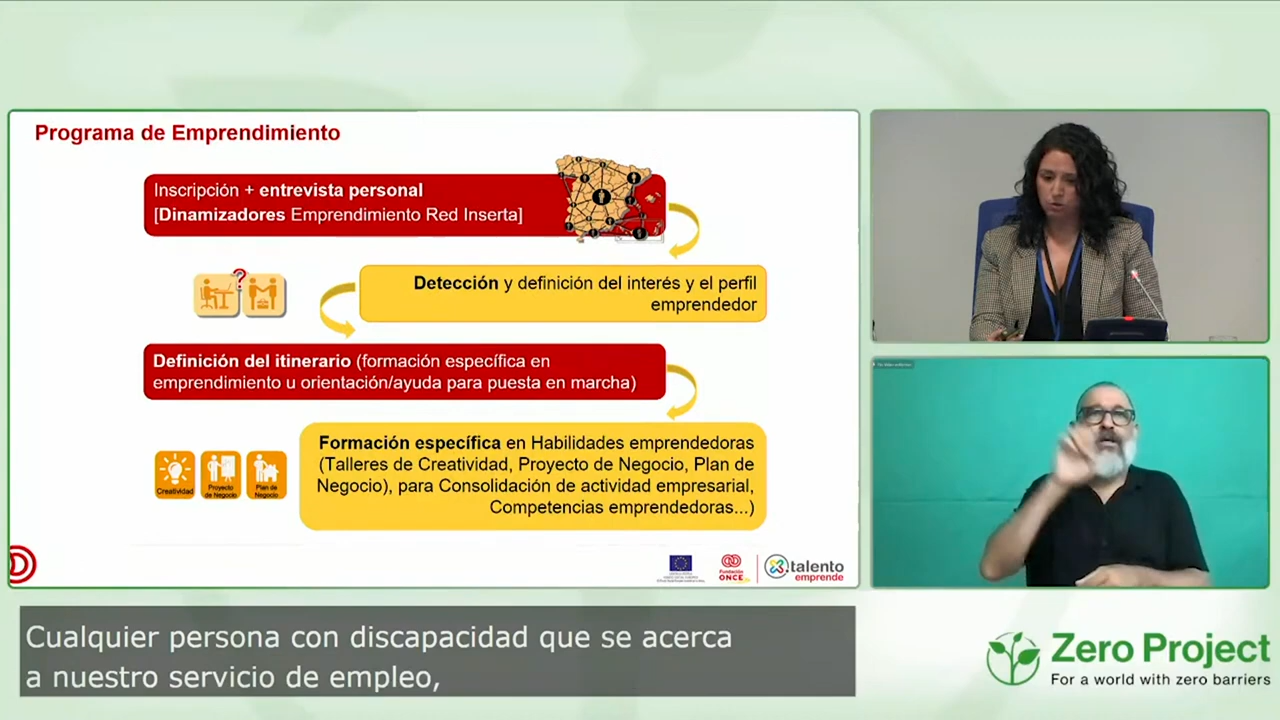 Programa de Emprendimiento
Inscripción + entrevista personal
[Dinamizadores Emprendimiento Red Inserta]
Detección y definición del interés y el perfil
emprendedor
Definición del itinerario (formación específica en
emprendimiento u orientación/ayuda para puesta en marcha)
Formación específica en Habilidades emprendedoras
(Talleres de Creatividad, Proyecto de Negocio, Plan de
Negocio), para Consolidación de actividad empresarial,
Competencias emprendedoras...)
?
Creatividad
Proyecto
de Negocio
Plan de
Negocio
Fundación
ONCE
talento
emprende
Cualquier persona con discapacidad que se acerca
a nuestro servicio de empleo,
Zero Project
For a world with zero barriers